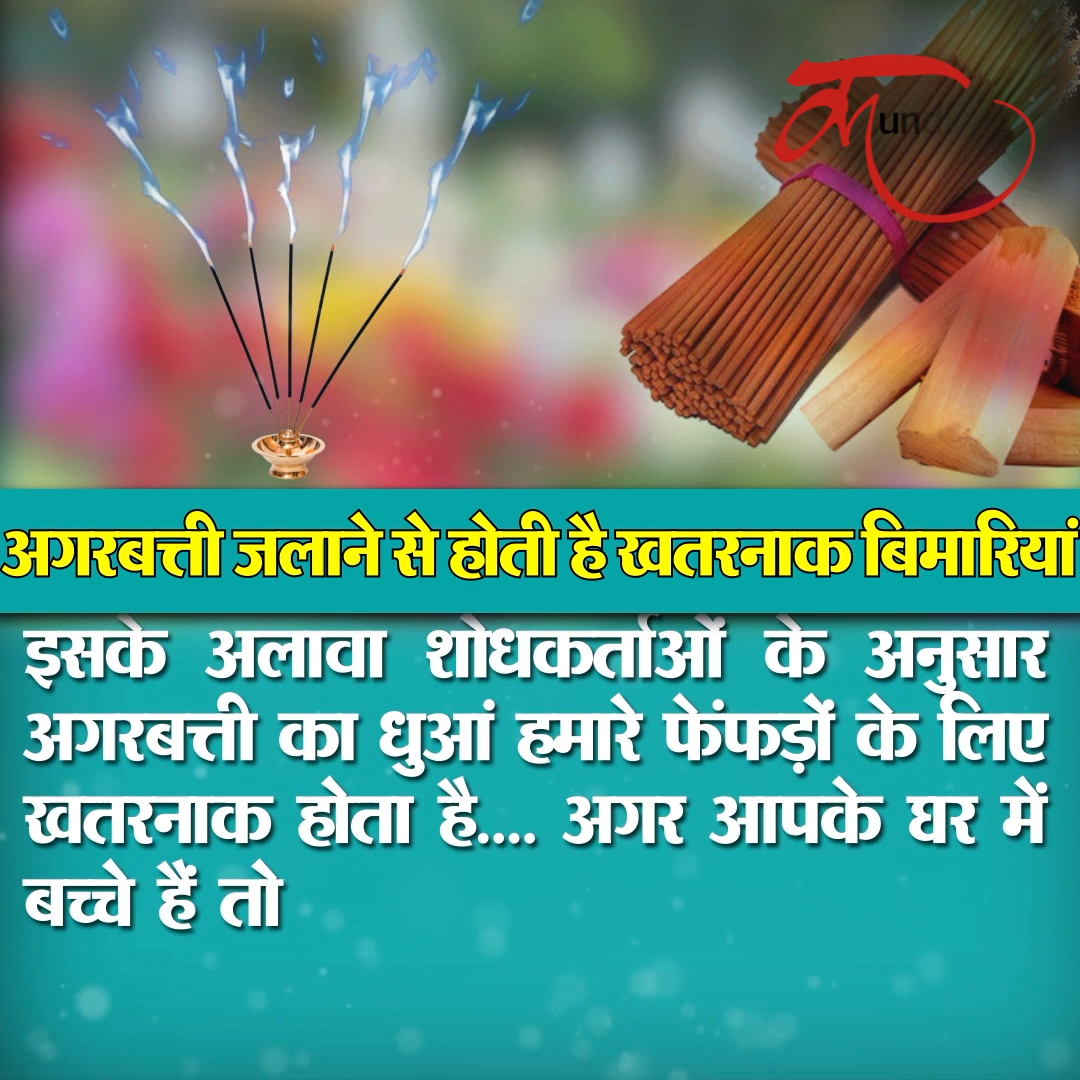 अगरबत्ती जलाने से होती है खतरनाक बिमारियां
इसके अलावा शोधकर्ताओं के अनुसार
अगरबत्ती का धुआं हमारे फेंफड़ों के लिए
खतरनाक होता है.... अगर आपके घर में
बच्चे हैं तो